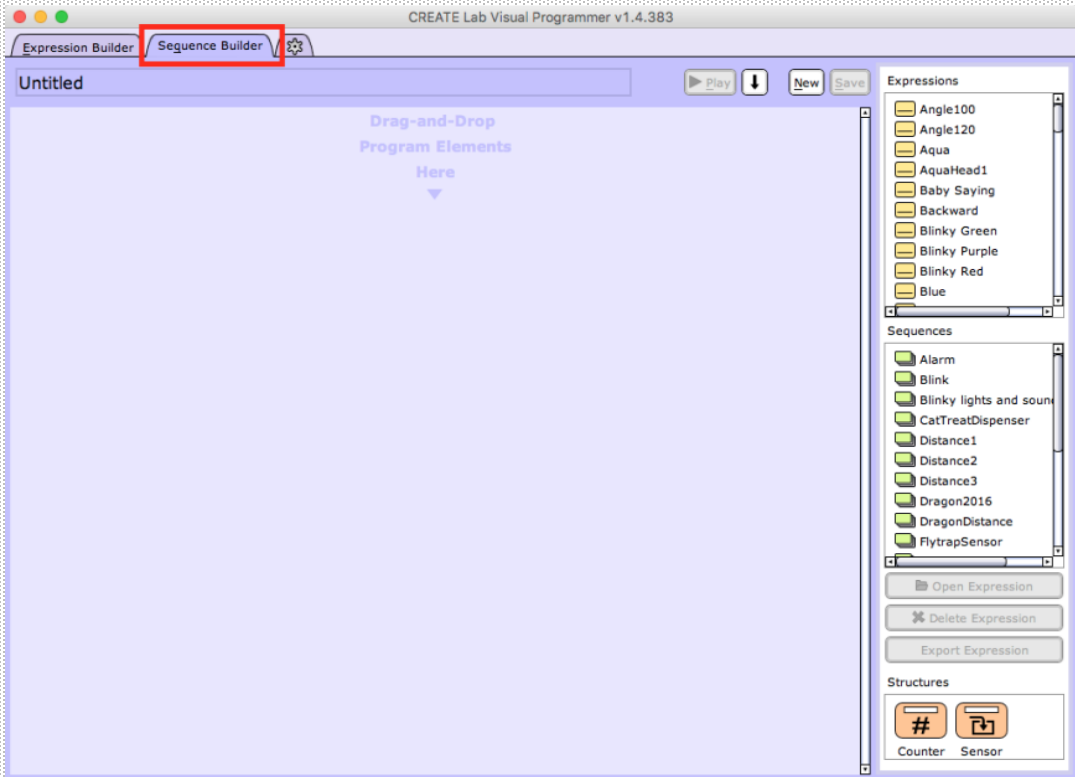 CREATE Lab Visual Programmer v1.4.383
Expression Builder
Sequence Builder
Untitled
Play
New
Save
Drag-and-Drop
Program Elements
Here
Expressions
Angle100
Angle120
Aqua
AquaHead1
Baby Saying
Backward
Blinky Green
Blinky Purple
Blinky Red
Blue
Sequences
Alarm
Blink
Blinky lights and soun
CatTreatDispenser
Distance1
Distance2
Distance3
Dragon2016
DragonDistance
FlytrapSensor
Open Expression
Delete Expression
Export Expression
Structures
#
Counter
Sensor